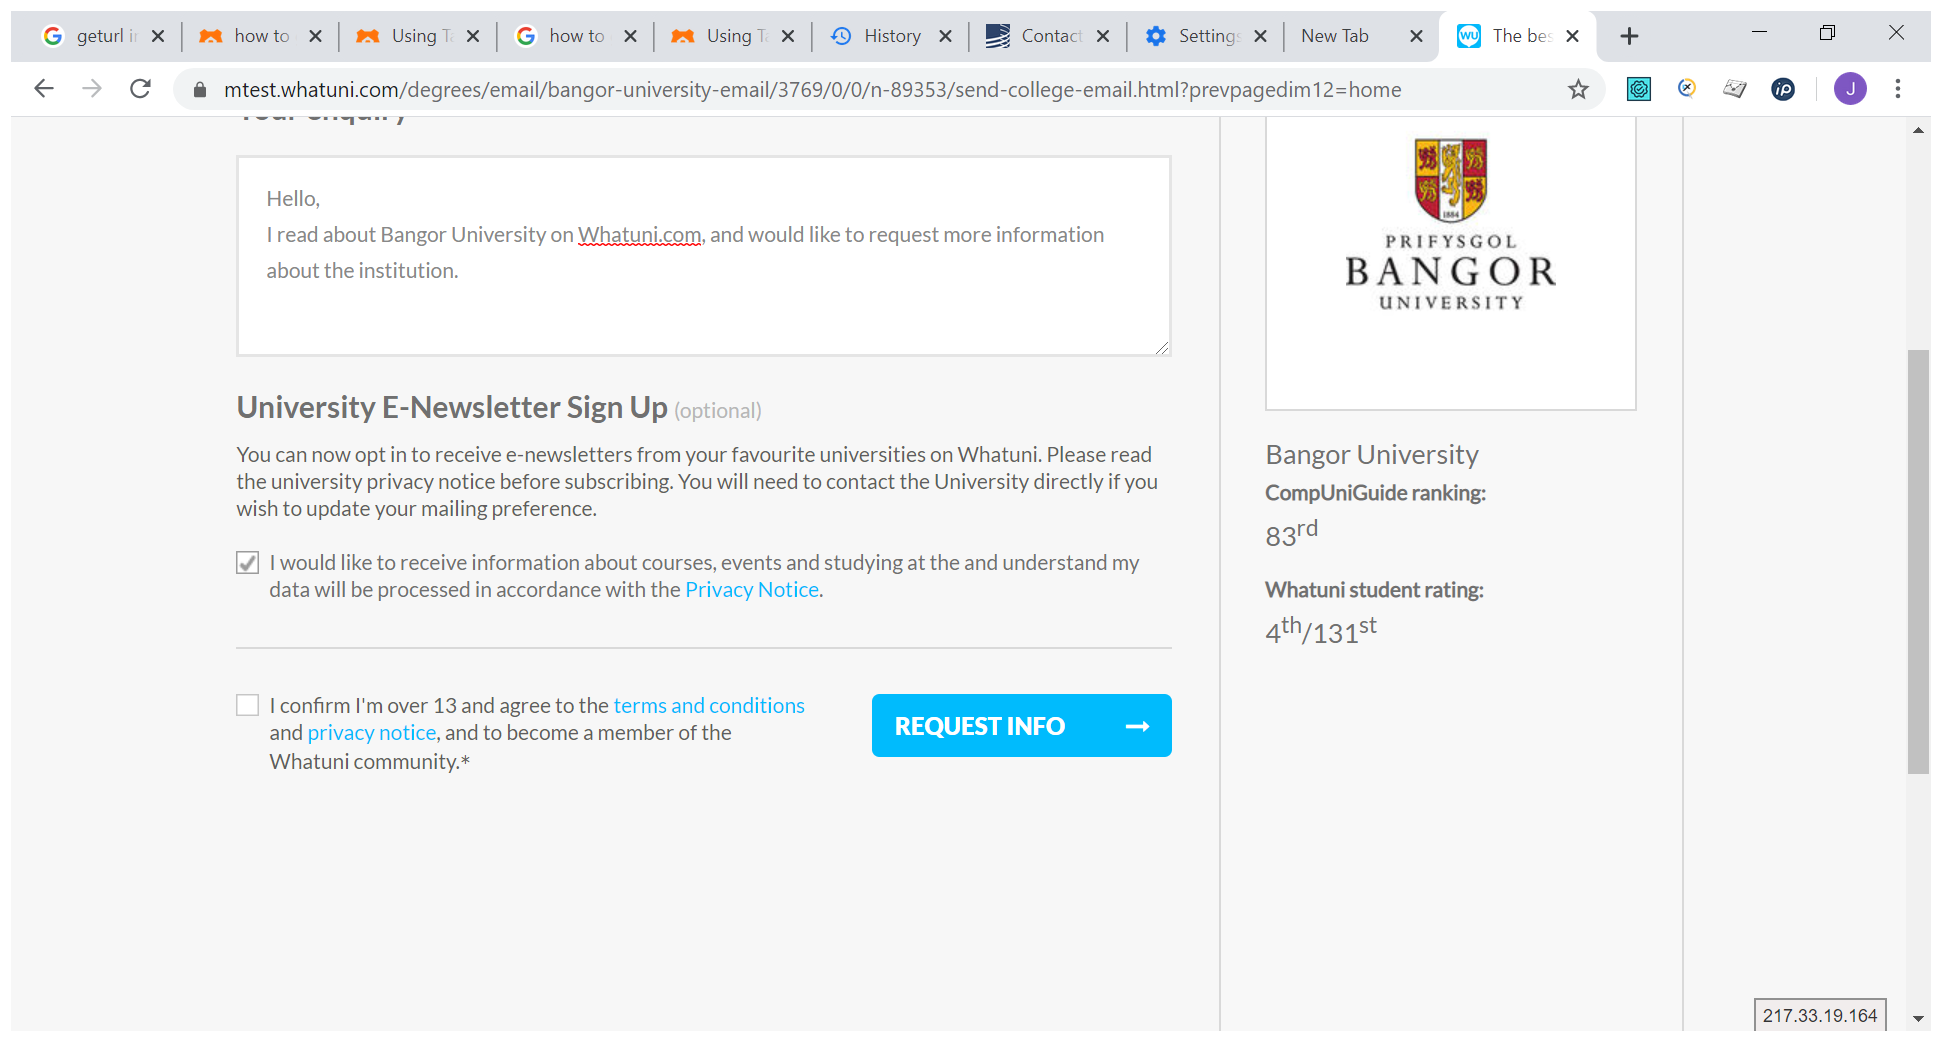 geturl in
how to
Using Ta
how to
Using Ta
History
Contact
Settings
New Tab
The bes
mtest.whatuni.com/degrees/email/bangor-university-email/3769/0/0/n-89353/send-college-email.html?prevpagedim12=home
J
Your enquiry
Hello,
I read about Bangor University on Whatuni.com, and would like to request more information
about the institution.
University E-Newsletter Sign Up (optional)
You can now opt in to receive e-newsletters from your favourite universities on Whatuni. Please read
the university privacy notice before subscribing. You will need to contact the University directly if you
wish to update your mailing preference.
I would like to receive information about courses, events and studying at the and understand my
data will be processed in accordance with the Privacy Notice.
I confirm I'm over 13 and agree to the terms and conditions
and privacy notice, and to become a member of the
Whatuni community.*
REQUEST INFO
1884
PRIFYSGOL
BANGOR
UNIVERSITY
Bangor University
CompUniGuide ranking:
83rd
Whatuni student rating:
4th/131st
217.33.19.164